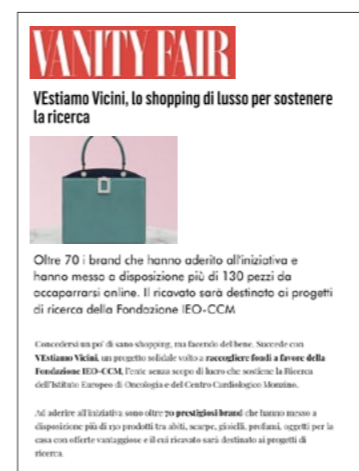 VANITY FAIR
VEstiamo Vicini, lo shopping di lusso per sostenere
la ricerca
Oltre 70 i brand che hanno aderito all'iniziativa e
hanno messo a disposizione più di 130 pezzi da
accaparrarsi online. Il ricavato sarà destinato ai progetti
di ricerca della Fondazione IEO-CCM
Concedersi un po' di sano shopping, ma facendo del bene. Succede con
VEstiamo Vicini, un progetto solidale volto a raccogliere fondi a favore della
Fondazione IEO-CCM, l'ente senza scopo di lucro che sostiene la Ricerca
dell'Istituto Europeo di Oncologia e del Centro Cardiologico Monzino.
Ad aderire all'iniziativa sono oltre 70 prestigiosi brand che hanno messo a
disposizione più di 130 prodotti tra abiti, scarpe, gioielli, profumi, oggetti per la
casa con offerte vantaggiose e il cui ricavato sarà destinato ai progetti di
ricerca.